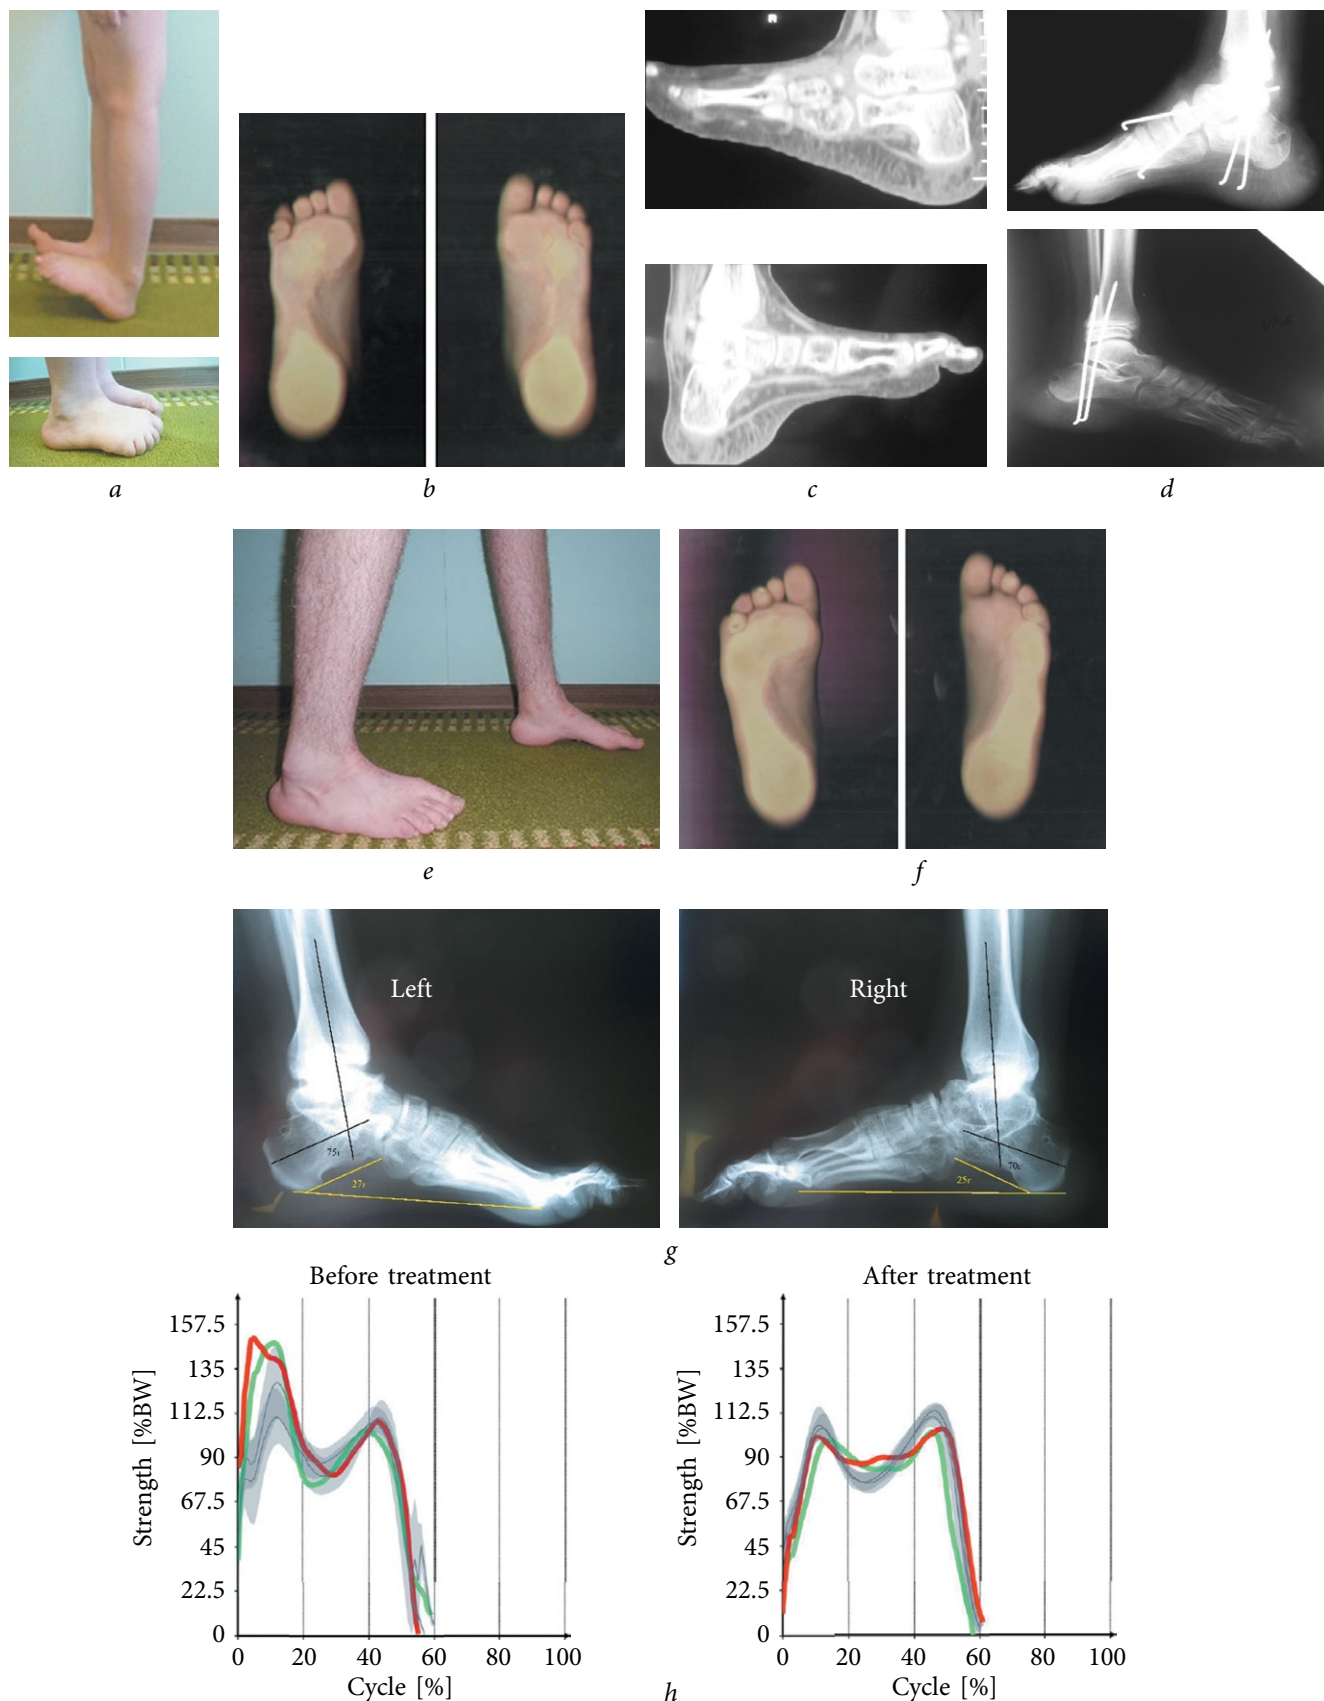 R
a
b
c
d
e
f
Left
75°
27°
Right
70°
25°
g
Before treatment
157.5
135
112.5
90
67.5
45
22.5
0
Strength [%BW]
0 20 40 60 80 100
Cycle [%]
After treatment
157.5
135
112.5
90
67.5
45
22.5
0
Strength [%BW]
0 20 40 60 80 100
Cycle [%]
h